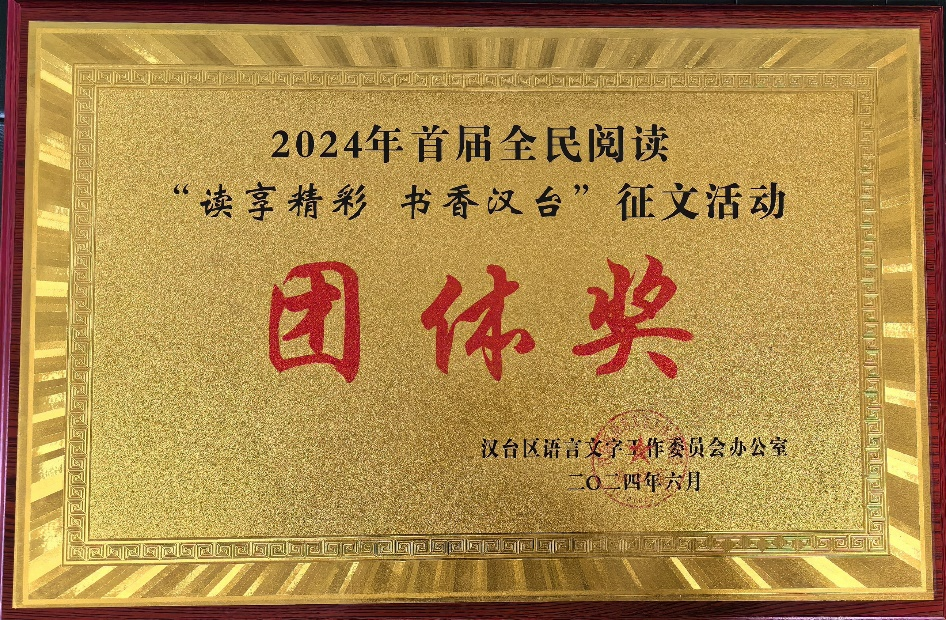 2024年首届全民阅读
“读享精彩 书香汉台”征文活动
团体奖
汉台区语言文字工作委员会办公室
二〇二四年六月